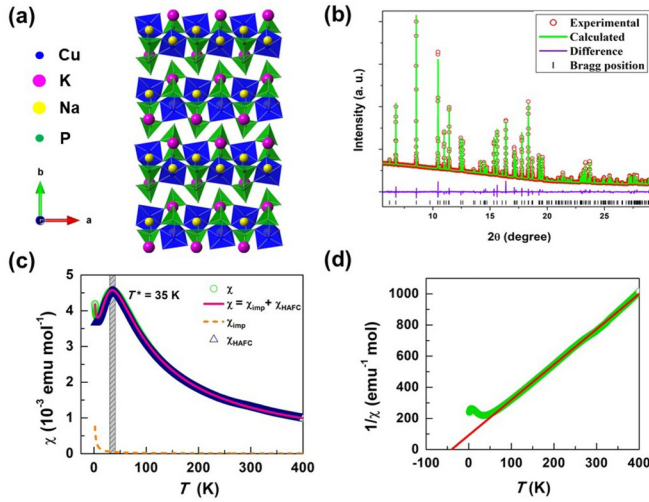 (a)
Cu
K
Na
P
b
a
(b)
Intensity (a. u.)
Experimental
Calculated
Difference
Bragg position
10 15 20 25
2θ (degree)
(c)
χ (10⁻³ emu mol⁻¹)
5
4
3
2
1
0
T* = 35 K
χ
χ = χimp + χHAFC
χimp
χHAFC
0 100 200 300 400
T (K)
(d)
1/χ (emu⁻¹ mol)
1000
800
600
400
200
0
-100 0 100 200 300 400
T (K)